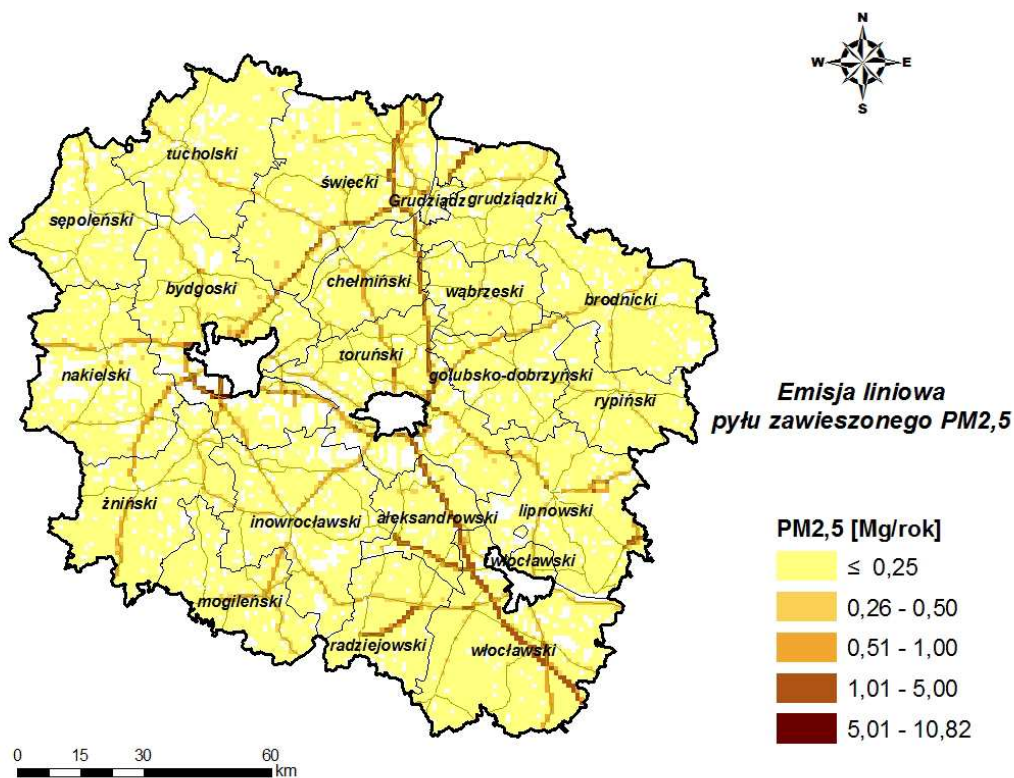 N
W E
S
tucholski
świecki
Grudziądz grudziądzki
sępoleński
bydgoski
chełmiński
wąbrzeski
brodnicki
toruński
nakielski
golubsko-dobrzyński
rypiński
Emisja liniowa
pyłu zawieszonego PM2,5
żniński
inowrocławski
aleksandrowski
lipnowski
włocławski
mogileński
radziejowski
włocławski
PM2,5 [Mg/rok]
≤ 0,25
0,26 - 0,50
0,51 - 1,00
1,01 - 5,00
5,01 - 10,82
0 15 30 60
km